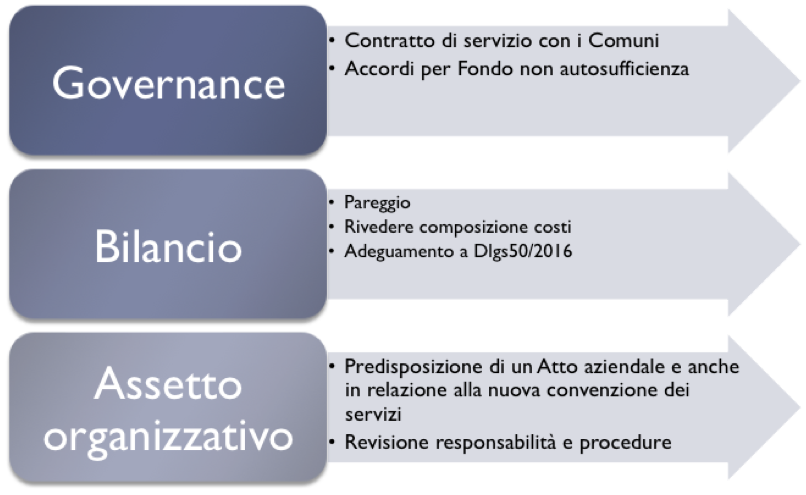 Governance
• Contratto di servizio con i Comuni
• Accordi per Fondo non autosufficienza
Bilancio
• Pareggio
• Rivedere composizione costi
• Adeguamento a Dlgs50/2016
Assetto
organizzativo
• Predisposizione di un Atto aziendale e anche
in relazione alla nuova convenzione dei
servizi
• Revisione responsabilità e procedure